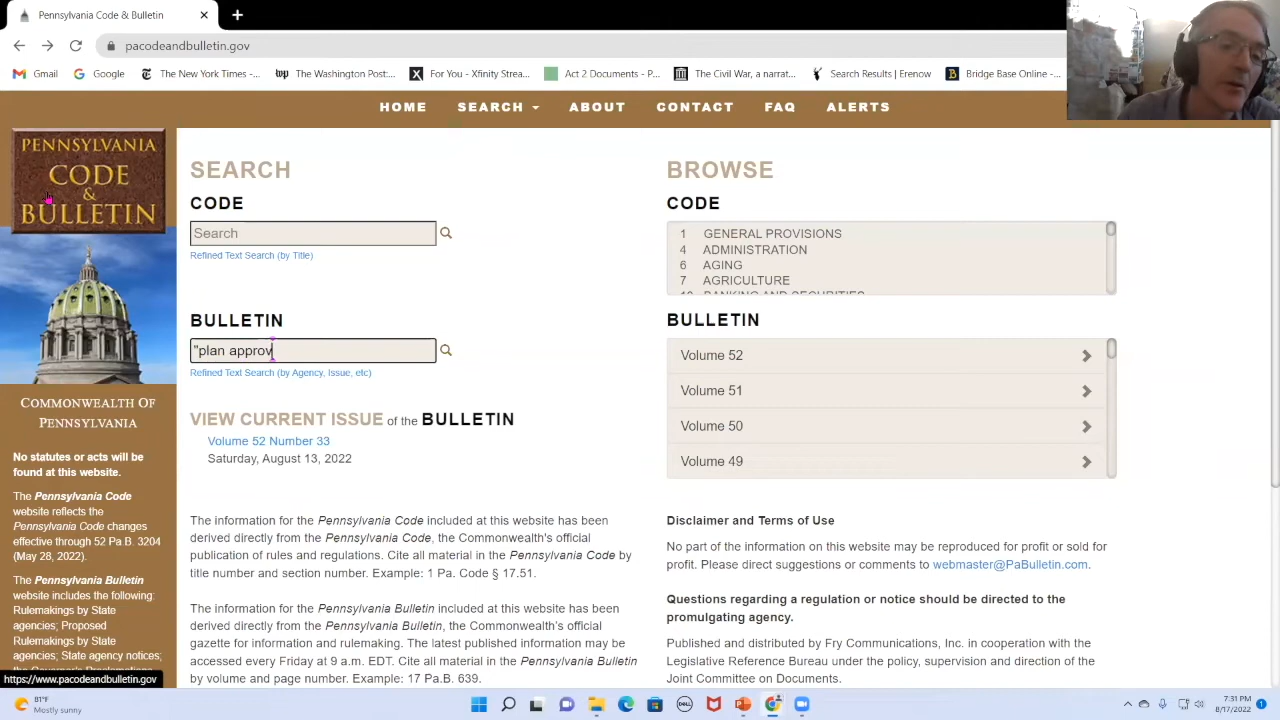 Pennsylvania Code & Bulletin
pacodeandbulletin.gov
Gmail
Google
The New York Times -...
The Washington Post:...
For You - Xfinity Strea...
Act 2 Documents - P...
The Civil War, a narrat...
Search Results | Erenow
Bridge Base Online -...
HOME
SEARCH
ABOUT
CONTACT
FAQ
ALERTS
PENNSYLVANIA
CODE
&
BULLETIN
COMMONWEALTH OF
PENNSYLVANIA
No statutes or acts will be
found at this website.
The Pennsylvania Code
website reflects the
Pennsylvania Code changes
effective through 52 Pa.B. 3204
(May 28, 2022).
The Pennsylvania Bulletin
website includes the following:
Rulemakings by State
agencies; Proposed
Rulemakings by State
agencies; State agency notices;
the Governor's Proclamations
https://www.pacodeandbulletin.gov
SEARCH
CODE
Search
Refined Text Search (by Title)
BULLETIN
"plan approv
Refined Text Search (by Agency, Issue, etc)
VIEW CURRENT ISSUE of the BULLETIN
Volume 52 Number 33
Saturday, August 13, 2022
The information for the Pennsylvania Code included at this website has been
derived directly from the Pennsylvania Code, the Commonwealth's official
publication of rules and regulations. Cite all material in the Pennsylvania Code by
title number and section number. Example: 1 Pa. Code § 17.51.
The information for the Pennsylvania Bulletin included at this website has been
derived directly from the Pennsylvania Bulletin, the Commonwealth's official
gazette for information and rulemaking. The latest published information may be
accessed every Friday at 9 a.m. EDT. Cite all material in the Pennsylvania Bulletin
by volume and page number. Example: 17 Pa.B. 639.
BROWSE
CODE
1 GENERAL PROVISIONS
4 ADMINISTRATION
6 AGING
7 AGRICULTURE
10 BANKING AND SECURITIES
BULLETIN
Volume 52
Volume 51
Volume 50
Volume 49
Disclaimer and Terms of Use
No part of the information on this website may be reproduced for profit or sold for
profit. Please direct suggestions or comments to webmaster@PaBulletin.com.
Questions regarding a regulation or notice should be directed to the
promulgating agency.
Published and distributed by Fry Communications, Inc. in cooperation with the
Legislative Reference Bureau under the policy, supervision and direction of the
Joint Committee on Documents.
81°F
Mostly sunny
7:31 PM
8/17/2022